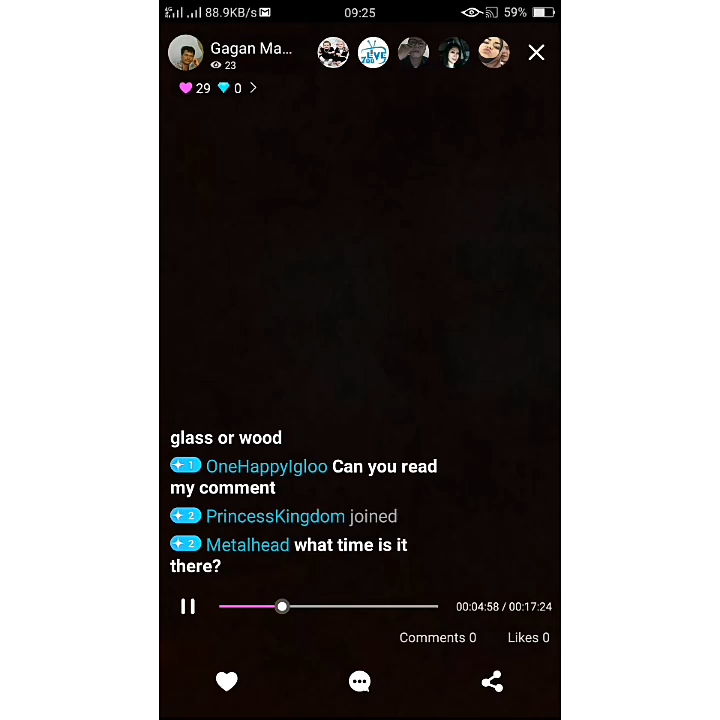 88.9KB/s 09:25 59%
Gagan Ma...
23
29 0
LIVE
glass or wood
1 OneHappyIgloo Can you read
my comment
2 PrincessKingdom joined
2 Metalhead what time is it
there?
00:04:58 / 00:17:24
Comments 0 Likes 0